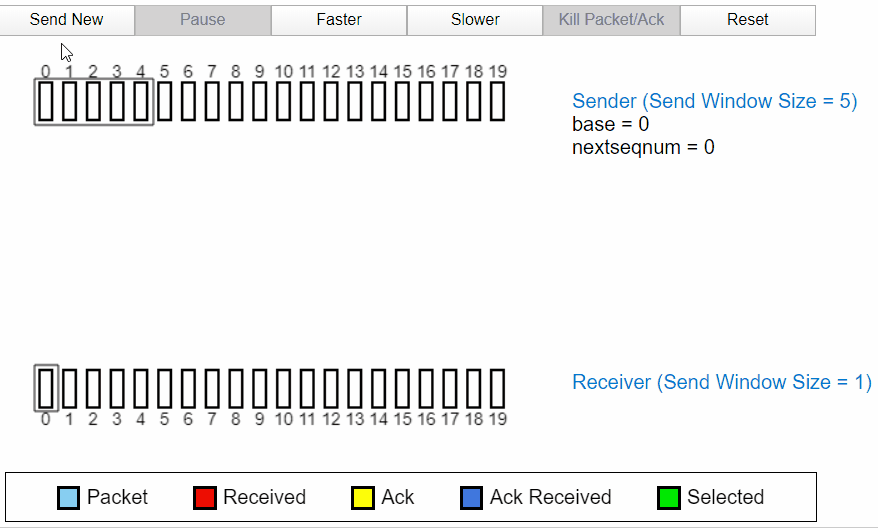 Send New Pause Faster Slower Kill Packet/Ack Reset
0 1 2 3 4 5 6 7 8 9 10 11 12 13 14 15 16 17 18 19
Sender (Send Window Size = 5)
base = 0
nextseqnum = 0
Receiver (Send Window Size = 1)
0 1 2 3 4 5 6 7 8 9 10 11 12 13 14 15 16 17 18 19
Packet Received Ack Ack Received Selected